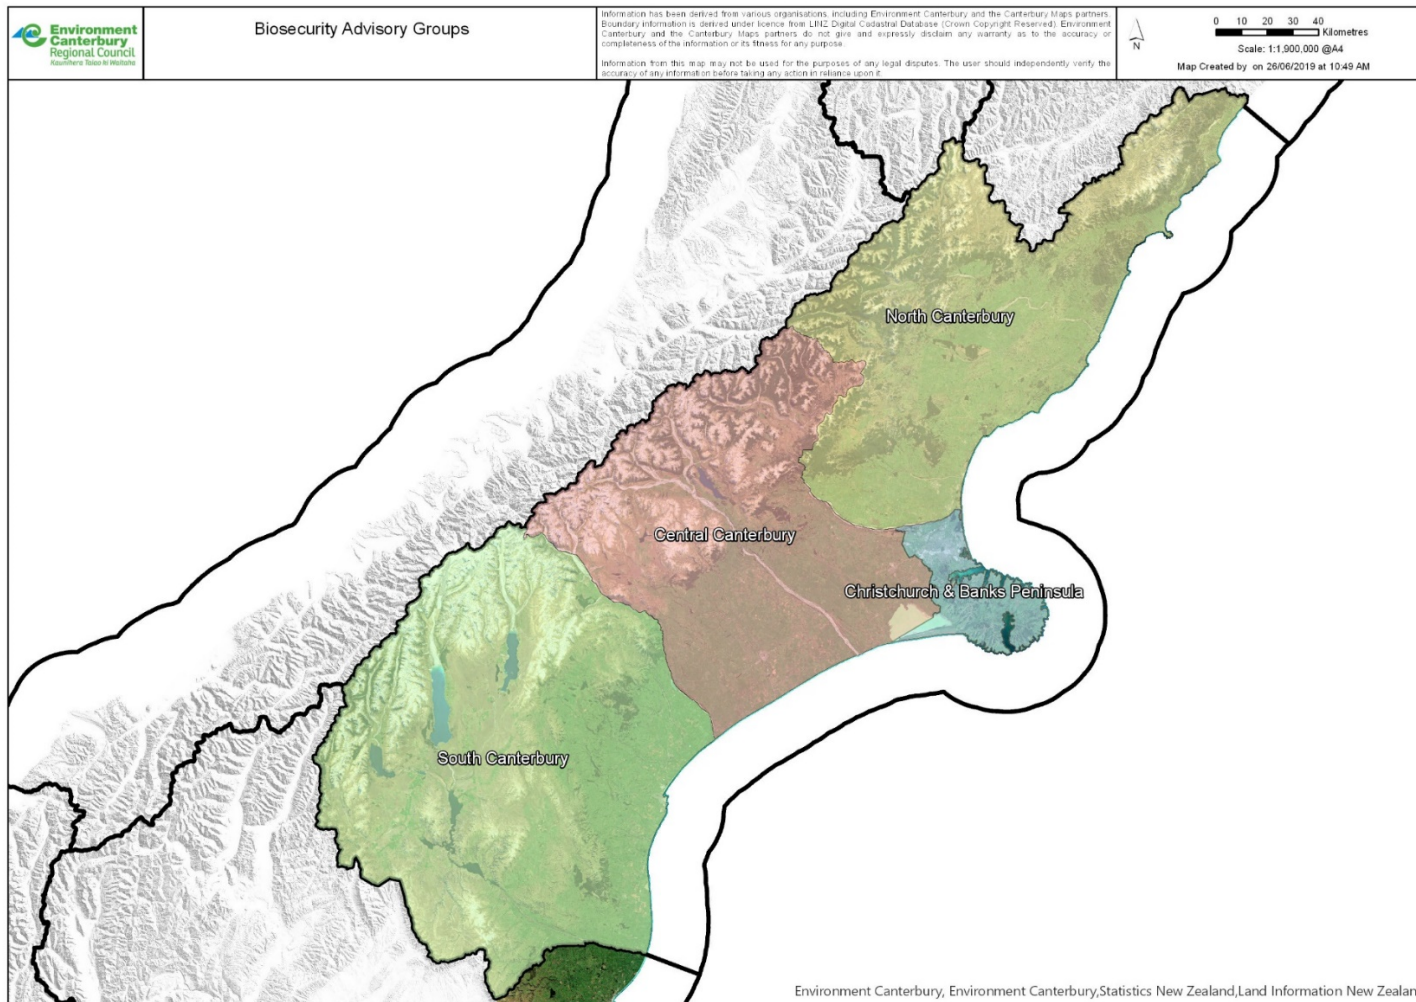 Environment
Canterbury
Regional Council
Kaunihera Taiao ki Waitaha
Biosecurity Advisory Groups
Information has been derived from various organisations, including Environment Canterbury and the Canterbury Maps partners.
Boundary information is derived under licence from LINZ Digital Cadastral Database (Crown Copyright Reserved). Environment
Canterbury and the Canterbury Maps partners do not give and expressly disclaim any warranty as to the accuracy or
completeness of the information or its fitness for any purpose.
Information from this map may not be used for the purposes of any legal disputes. The user should independently verify the
accuracy of any information before taking any action in reliance upon it.
N
0 10 20 30 40
Kilometres
Scale: 1:1,900,000 @A4
Map Created by on 26/06/2019 at 10:49 AM
North Canterbury
Central Canterbury
Christchurch & Banks Peninsula
South Canterbury
Environment Canterbury, Environment Canterbury,Statistics New Zealand,Land Information New Zealan